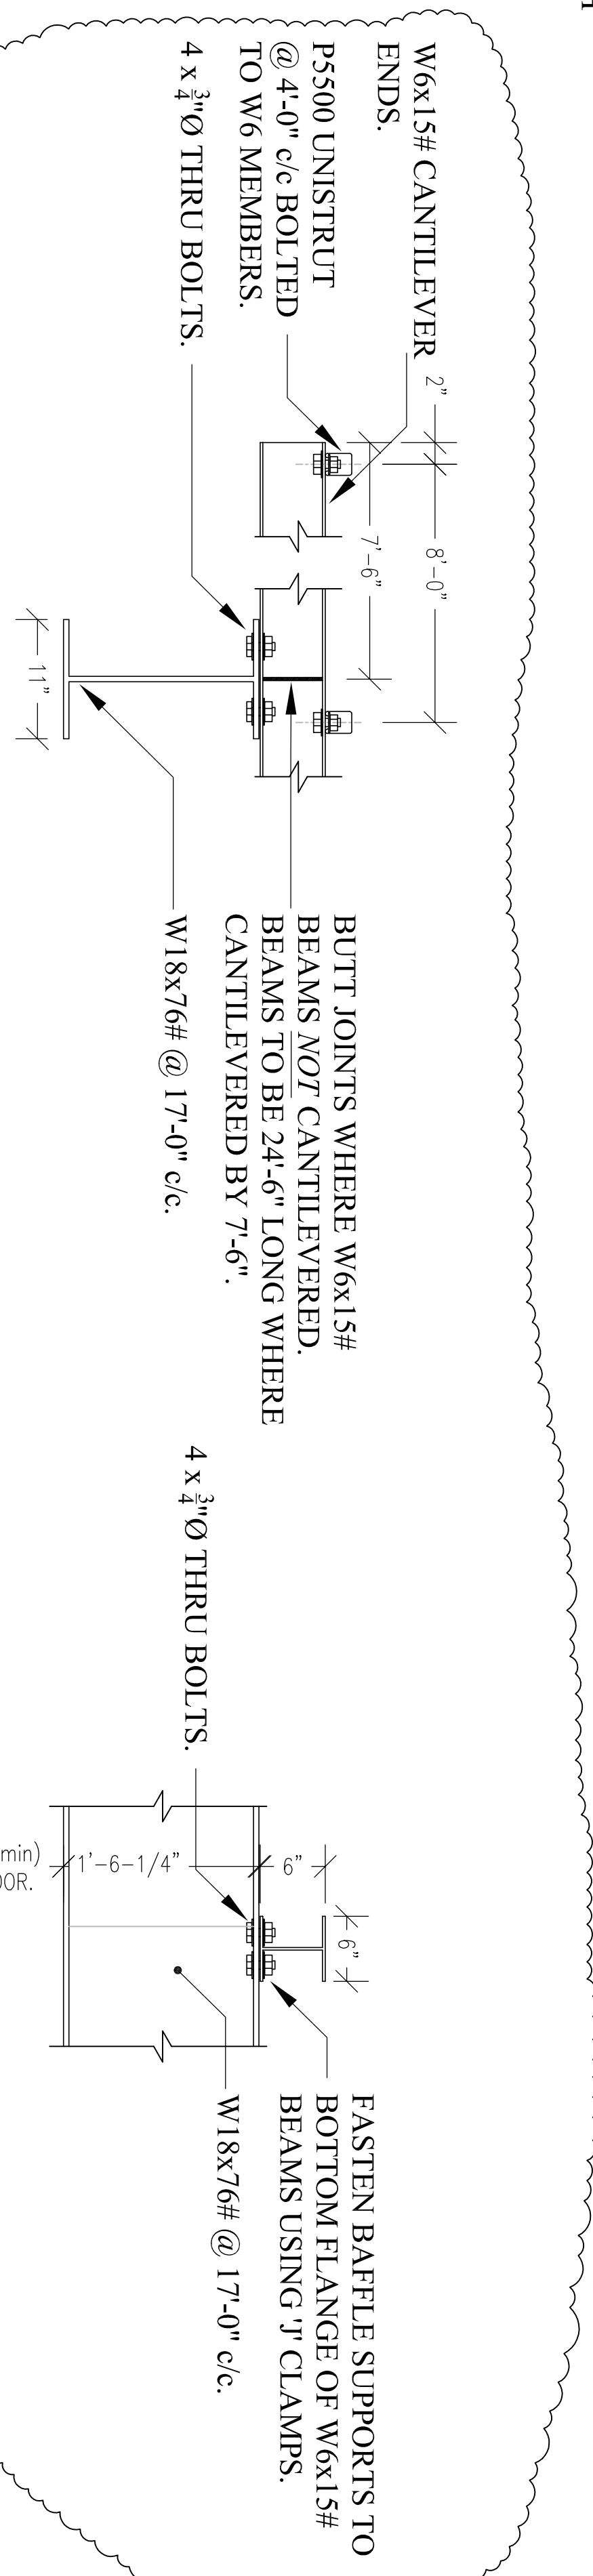 W6x15# CANTILEVER
ENDS.
P5500 UNISTRUT
@ 4'-0" c/c BOLTED
TO W6 MEMBERS.
4 x 3/4"Ø THRU BOLTS.
2"
8'-0"
7'-6"
11"
BUTT JOINTS WHERE W6x15#
BEAMS NOT CANTILEVERED.
BEAMS TO BE 24'-6" LONG WHERE
CANTILEVERED BY 7'-6".
W18x76# @ 17'-0" c/c.
4 x 3/4"Ø THRU BOLTS.
1'-6-1/4"
6"
6"
min)
OOR.
FASTEN BAFFLE SUPPORTS TO
BOTTOM FLANGE OF W6x15#
BEAMS USING 'J' CLAMPS.
W18x76# @ 17'-0" c/c.